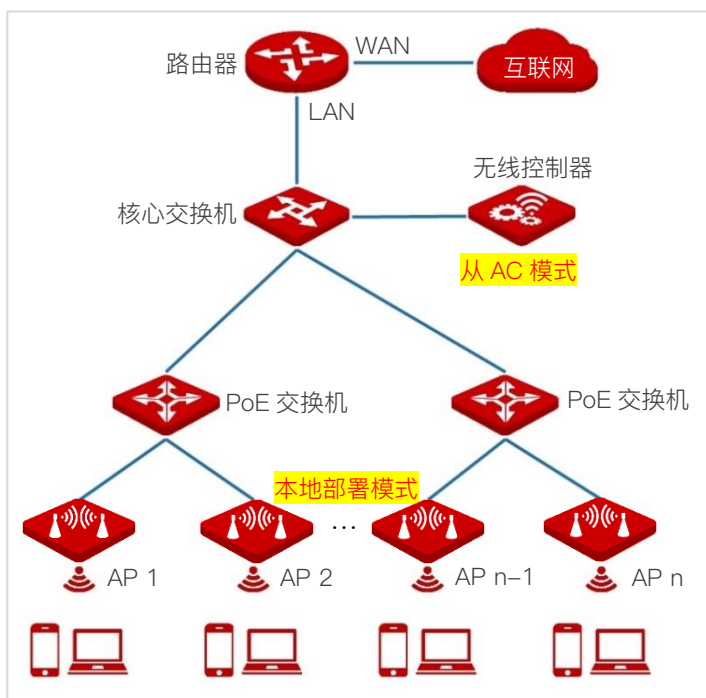 WAN
路由器
互联网
LAN
无线控制器
核心交换机
从 AC 模式
PoE 交换机
PoE 交换机
本地部署模式
…
AP 1
AP 2
AP n-1
AP n